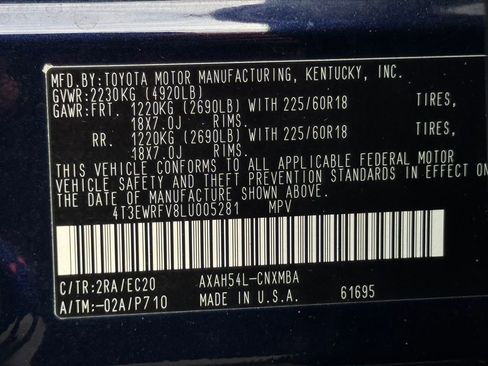 MFD.BY:TOYOTA MOTOR MANUFACTURING, KENTUCKY, INC.
GVWR:2230KG (4920LB)
GAWR:FRT. 1220KG (2690LB) WITH 225/60R18 TIRES,
18X7.0J RIMS.
RR. 1220KG (2690LB) WITH 225/60R18 TIRES,
18X7.0J RIMS.
THIS VEHICLE CONFORMS TO ALL APPLICABLE FEDERAL MOTOR
VEHICLE SAFETY AND THEFT PREVENTION STANDARDS IN EFFECT ON
THE DATE OF MANUFACTURE SHOWN ABOVE.
4T3EWRFV8LU005281 MPV
C/TR:2RA/EC20 AXAH54L-CNXMBA
A/TM:-02A/P710 MADE IN U.S.A. 61695